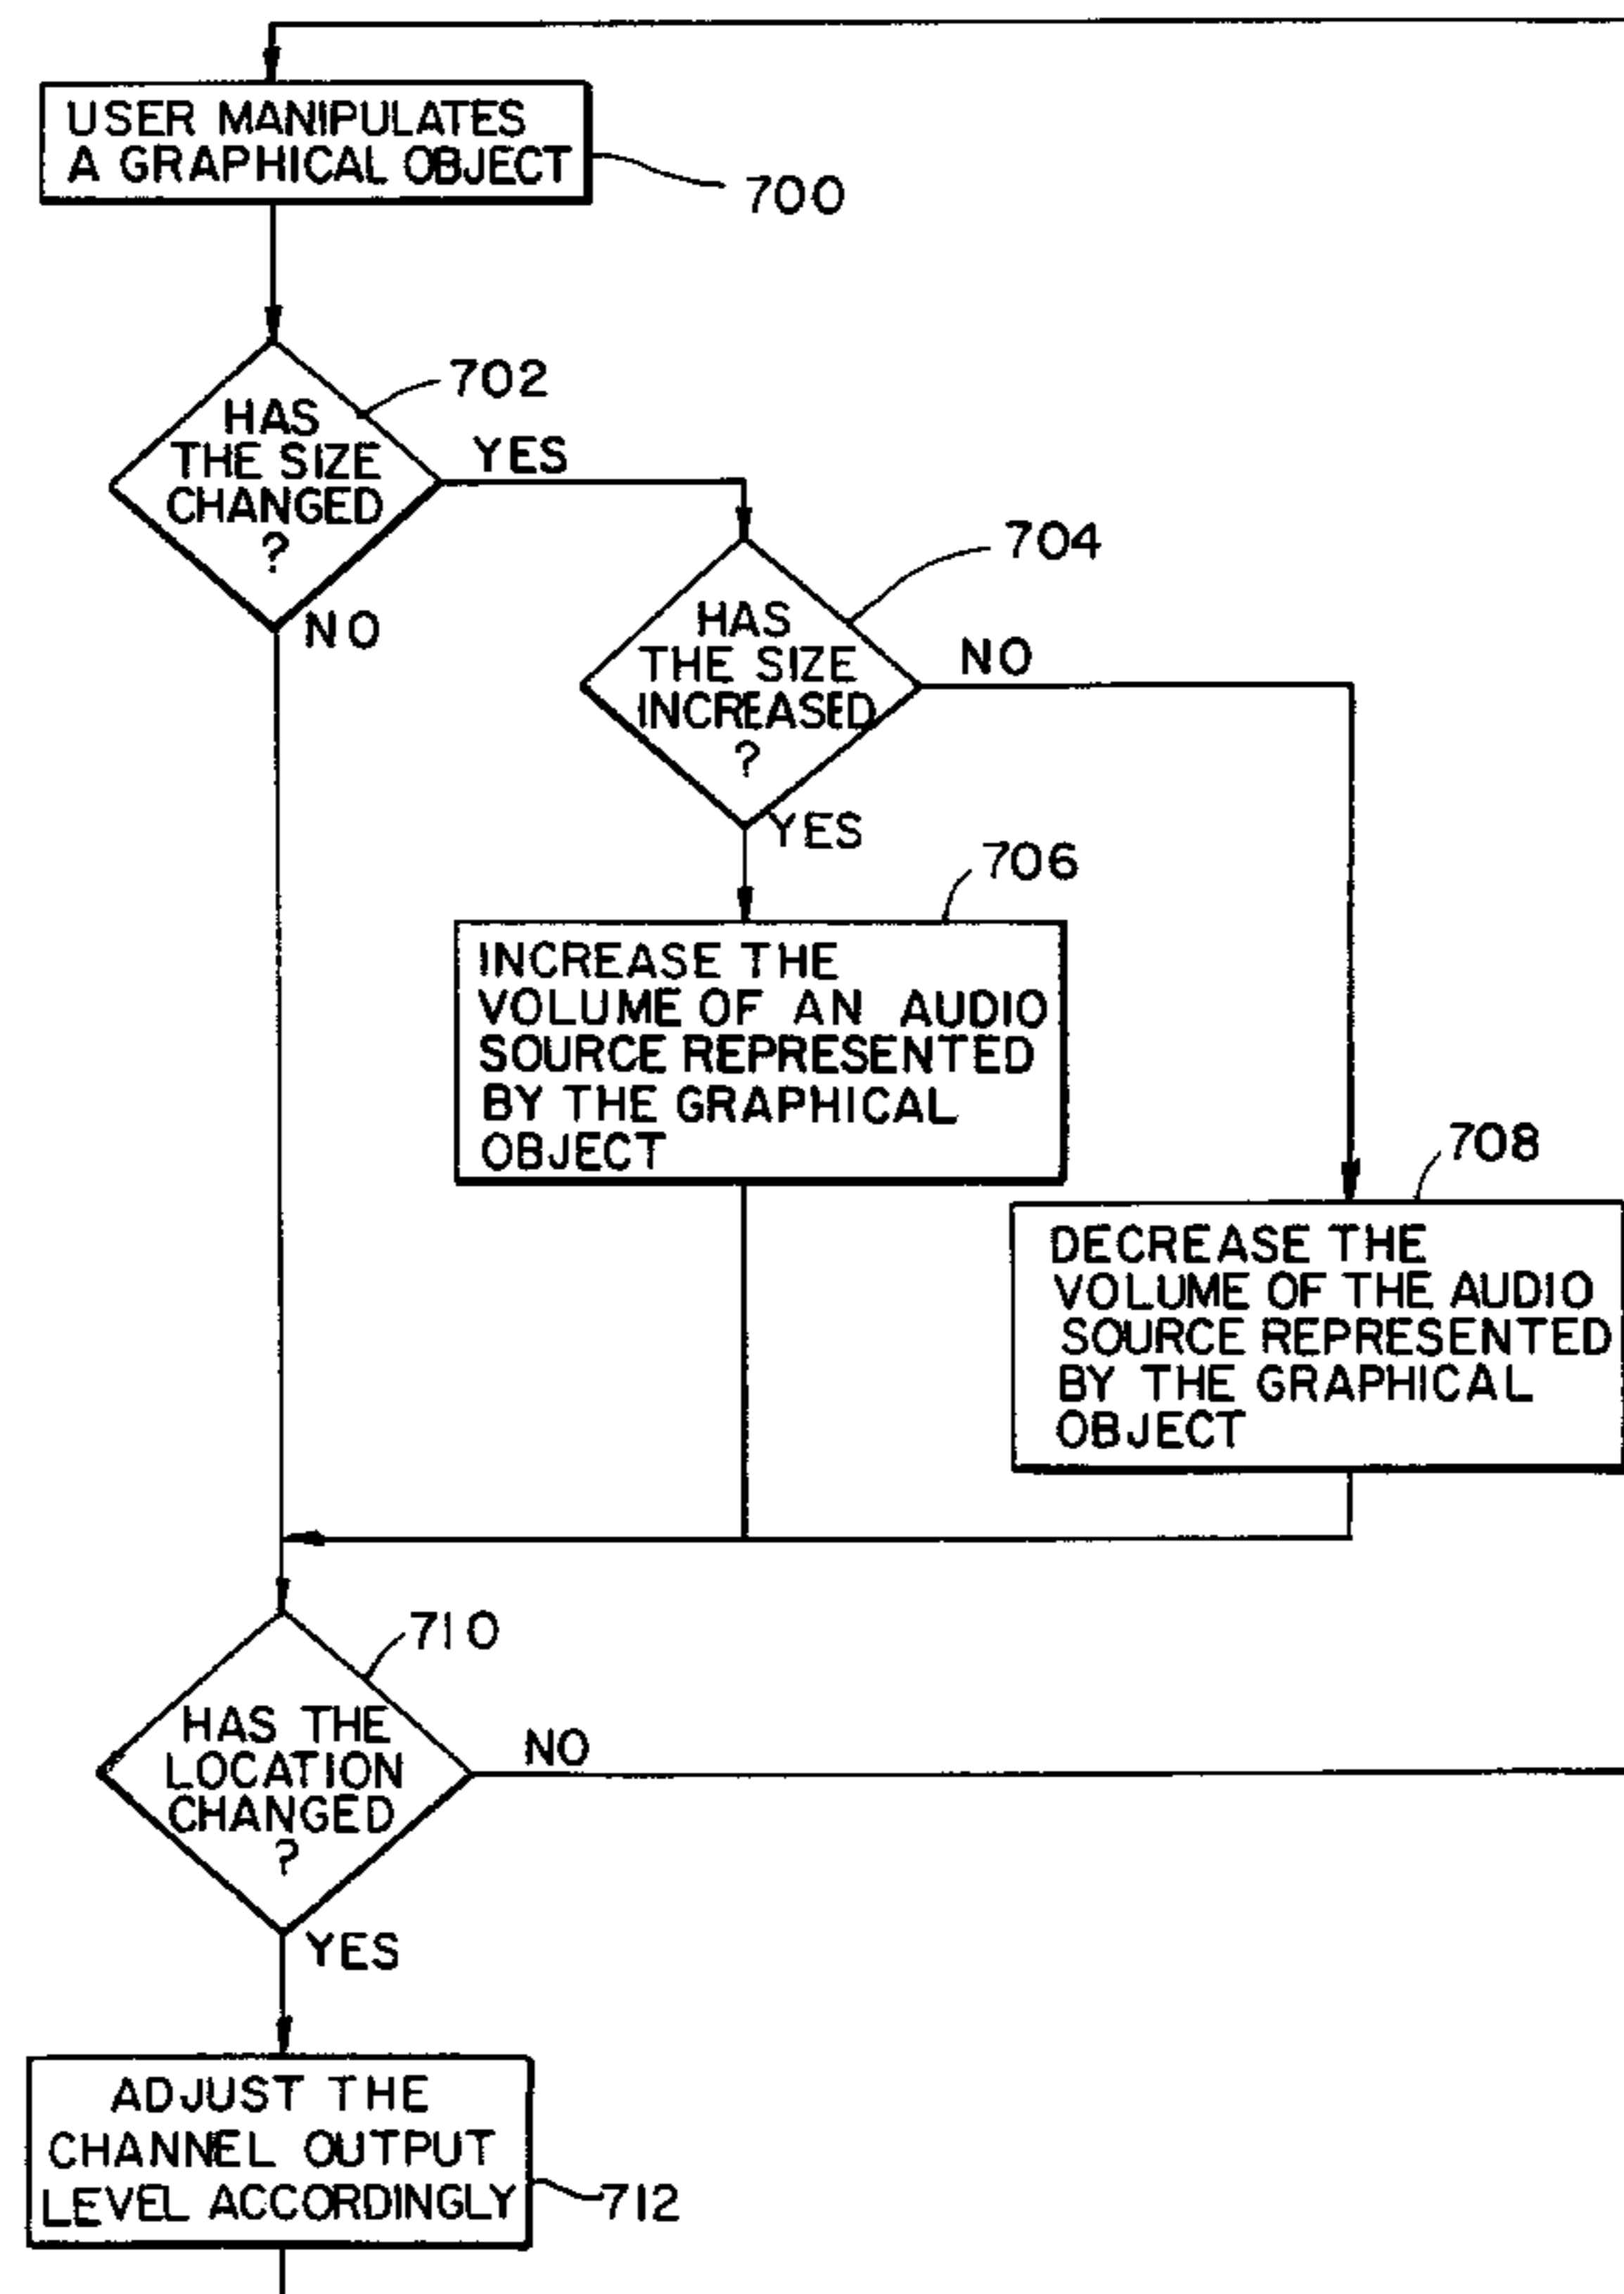 USER MANIPULATES
A GRAPHICAL OBJECT
700
702
HAS
THE SIZE
CHANGED
?
YES
NO
704
HAS
THE SIZE
INCREASED
?
NO
YES
706
INCREASE THE
VOLUME OF AN AUDIO
SOURCE REPRESENTED
BY THE GRAPHICAL
OBJECT
708
DECREASE THE
VOLUME OF THE AUDIO
SOURCE REPRESENTED
BY THE GRAPHICAL
OBJECT
710
HAS THE
LOCATION
CHANGED
?
NO
YES
ADJUST THE
CHANNEL OUTPUT
LEVEL ACCORDINGLY
712